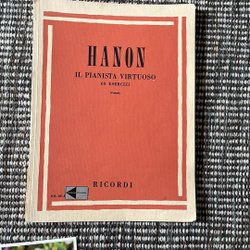 HANON
IL PIANISTA VIRTUOSO
60 ESERCIZI
RICORDI